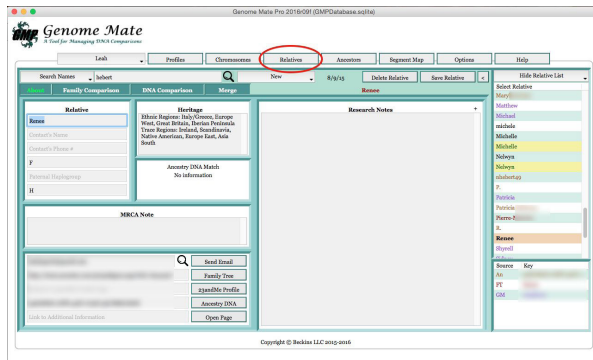 Genome Mate Pro 2016r09f (GMPDatabase.sqlite)
GMP
Genome Mate
A Tool for Managing DNA Comparisons
Leah
Profiles
Chromosomes
Relatives
Ancestors
Segment Map
Options
Help
Search Names
hebert
New
8/9/15
Delete Relative
Save Relative
<
Hide Relative List
About
Family Comparison
DNA Comparison
Merge
Renee
Select Relative
Mary
Matthew
Michael
michele
Michelle
Michelle
Nelwyn
Nelwyn
P.
Patricia
Patricia
Pierre-P
R.
Renee
Shyrell
Relative
Renee
Contact's Name
Contact's Phone #
F
Paternal Haplogroup
H
Heritage
Ethnic Regions: Italy/Greece, Europe
West, Great Britain, Iberian Peninsula
Trace Regions: Ireland, Scandinavia,
Native American, Europe East, Asia
South
Ancestry DNA Match
No information
Research Notes
MRCA Note
Send Email
Family Tree
23andMe Profile
Ancestry DNA
Link to Additional Information
Open Page
Source Key
An
FT
GM
Copyright © Beckins LLC 2015-2016